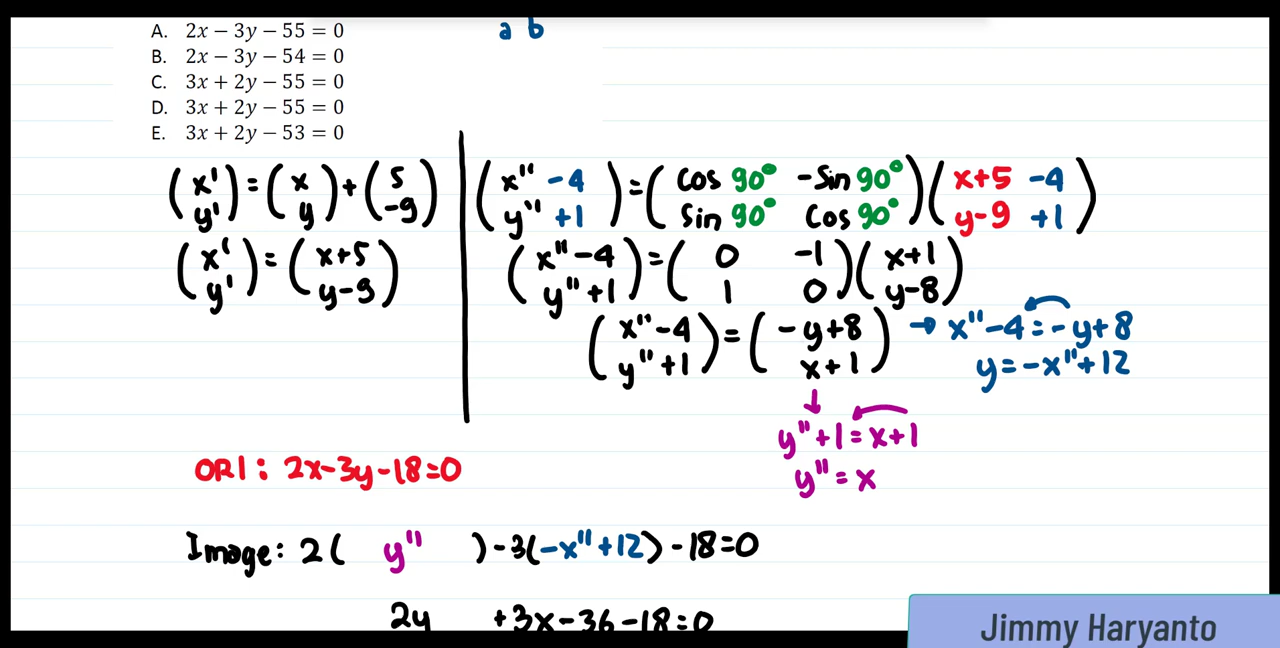 A. 2x − 3y − 55 = 0
B. 2x − 3y − 54 = 0
C. 3x + 2y − 55 = 0
D. 3x + 2y − 55 = 0
E. 3x + 2y − 53 = 0
a b
(x' y') = (x y) + (5 -9)
(x' y') = (x+5 y-9)
(x'' -4 y'' +1) = (cos 90° -Sin 90° Sin 90° Cos 90°)(x+5 -4 y-9 +1)
(x''-4 y''+1) = (0 -1 1 0)(x+1 y-8)
(x''-4 y''+1) = (-y+8 x+1) → x''-4=-y+8
y=-x''+12
↓
y''+1=x+1
y''=x
ORI: 2x-3y-18=0
Image: 2( y'' )-3(-x''+12)-18=0
2y +3x-36-18=0
Jimmy Haryanto